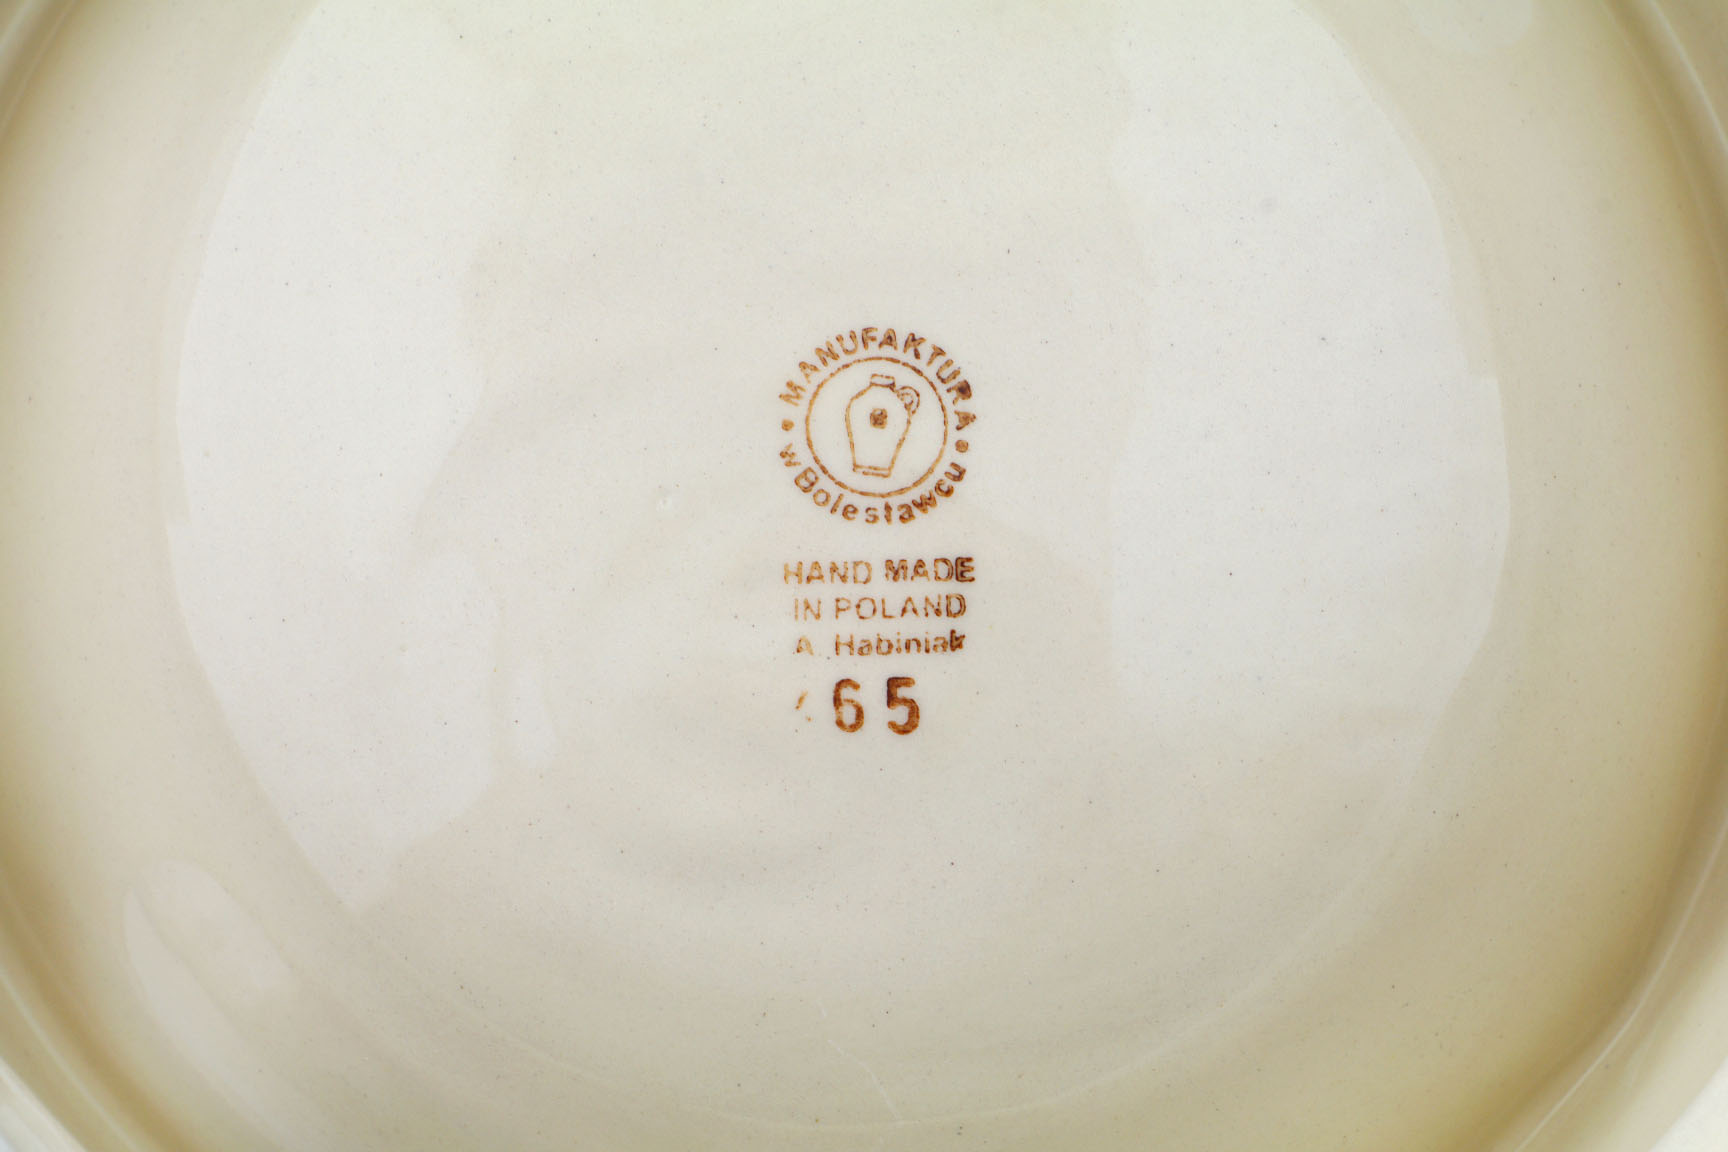 MANUFAKTURA
w Bolesławcu
HAND MADE
IN POLAND
A. Habiniak
65